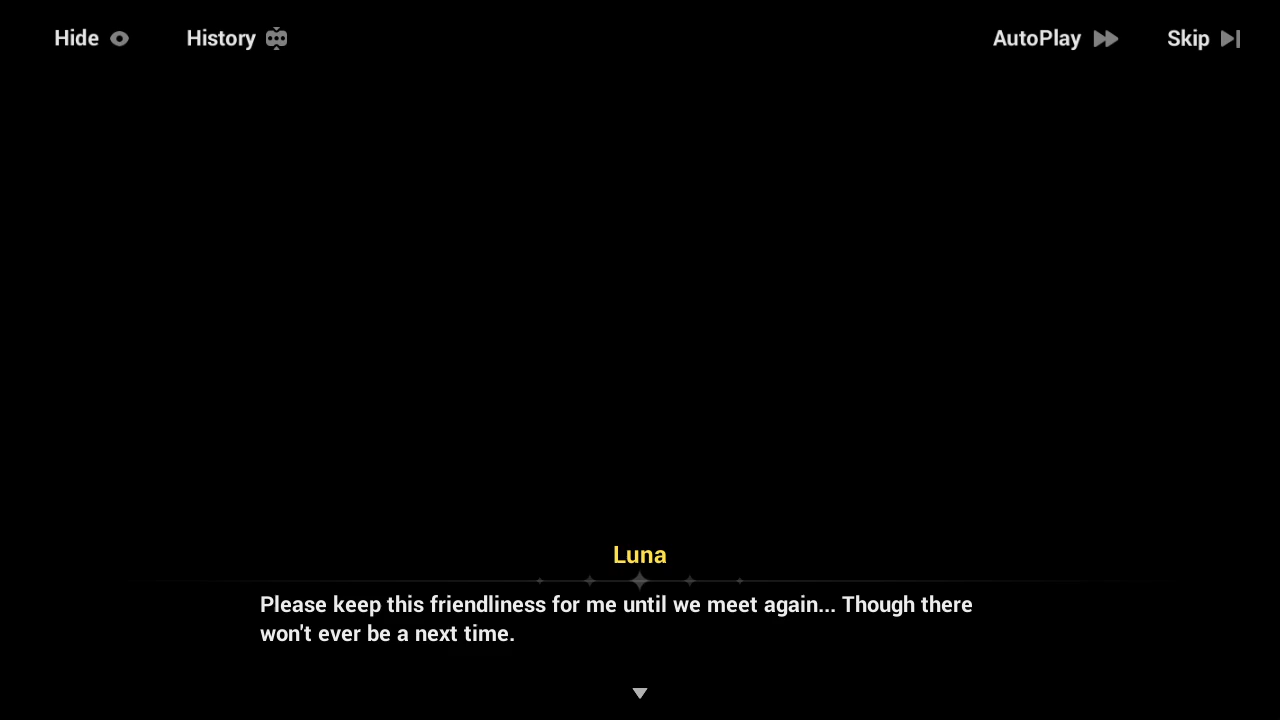 Hide
History
AutoPlay
Skip
Luna
Please keep this friendliness for me until we meet again... Though there
won't ever be a next time.